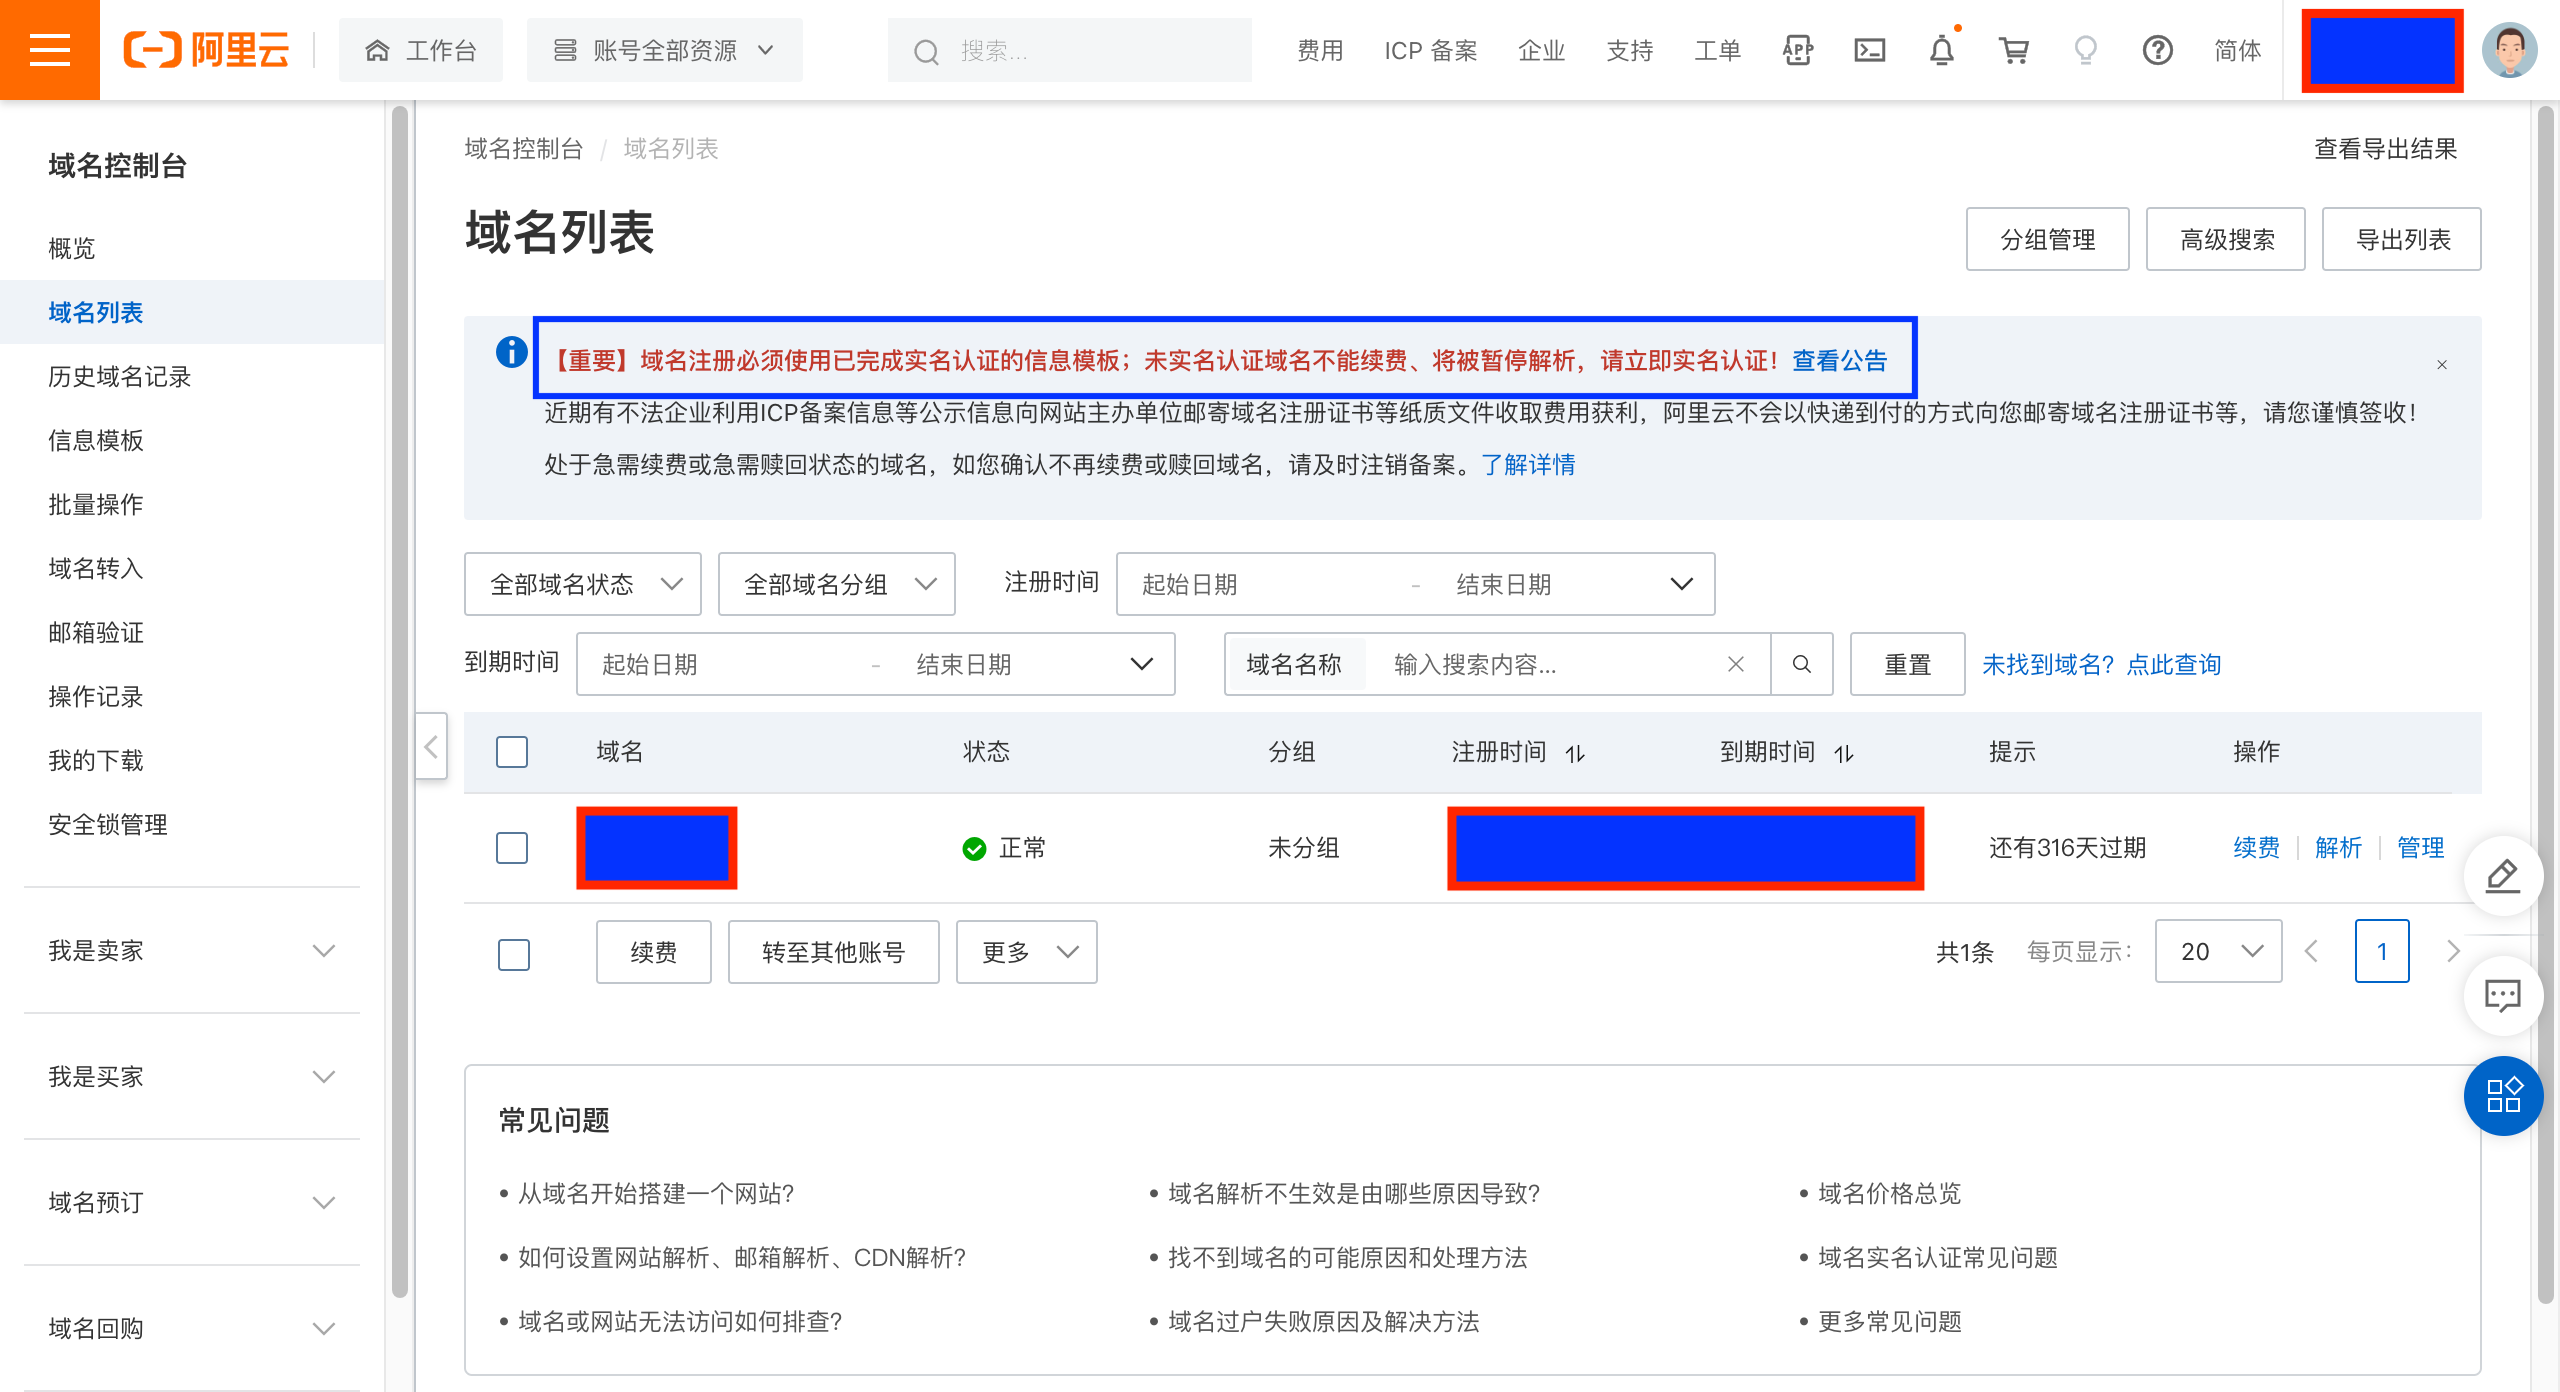 阿里云 工作台 账号全部资源 搜索... 费用 ICP 备案 企业 支持 工单 APP 简体
域名控制台
概览
域名列表
历史域名记录
信息模板
批量操作
域名转入
邮箱验证
操作记录
我的下载
安全锁管理
我是卖家
我是买家
域名预订
域名回购
域名控制台 / 域名列表 查看导出结果
域名列表
分组管理 高级搜索 导出列表
【重要】域名注册必须使用已完成实名认证的信息模板；未实名认证域名不能续费、将被暂停解析，请立即实名认证！查看公告
近期有不法企业利用ICP备案信息等公示信息向网站主办单位邮寄域名注册证书等纸质文件收取费用获利，阿里云不会以快递到付的方式向您邮寄域名注册证书等，请您谨慎签收！
处于急需续费或急需赎回状态的域名，如您确认不再续费或赎回域名，请及时注销备案。了解详情
全部域名状态 全部域名分组 注册时间 起始日期 - 结束日期
到期时间 起始日期 - 结束日期 域名名称 输入搜索内容... 重置 未找到域名？点此查询
域名 状态 分组 注册时间 到期时间 提示 操作
正常 未分组 还有316天过期 续费 解析 管理
续费 转至其他账号 更多 共1条 每页显示： 20 1
常见问题
• 从域名开始搭建一个网站? • 域名解析不生效是由哪些原因导致? • 域名价格总览
• 如何设置网站解析、邮箱解析、CDN解析? • 找不到域名的可能原因和处理方法 • 域名实名认证常见问题
• 域名或网站无法访问如何排查? • 域名过户失败原因及解决方法 • 更多常见问题